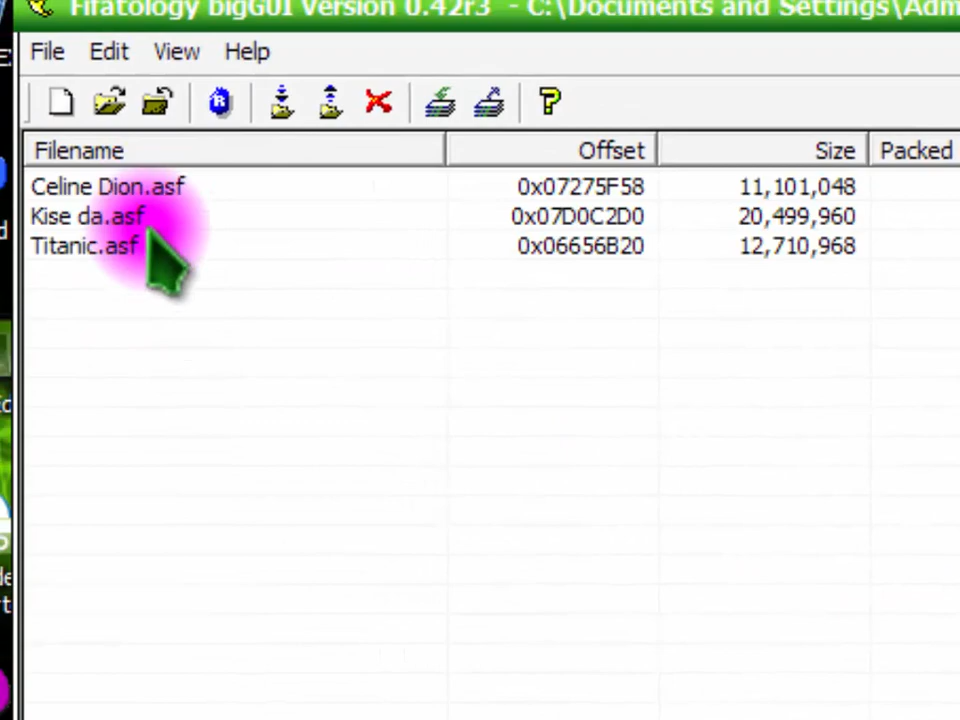 Fifatology bigGUI Version 0.42r3 - C:\Documents and Settings\Adm
File Edit View Help
Filename Offset Size Packed
Celine Dion.asf 0x07275F58 11,101,048
Kise da.asf 0x07D0C2D0 20,499,960
Titanic.asf 0x06656B20 12,710,968